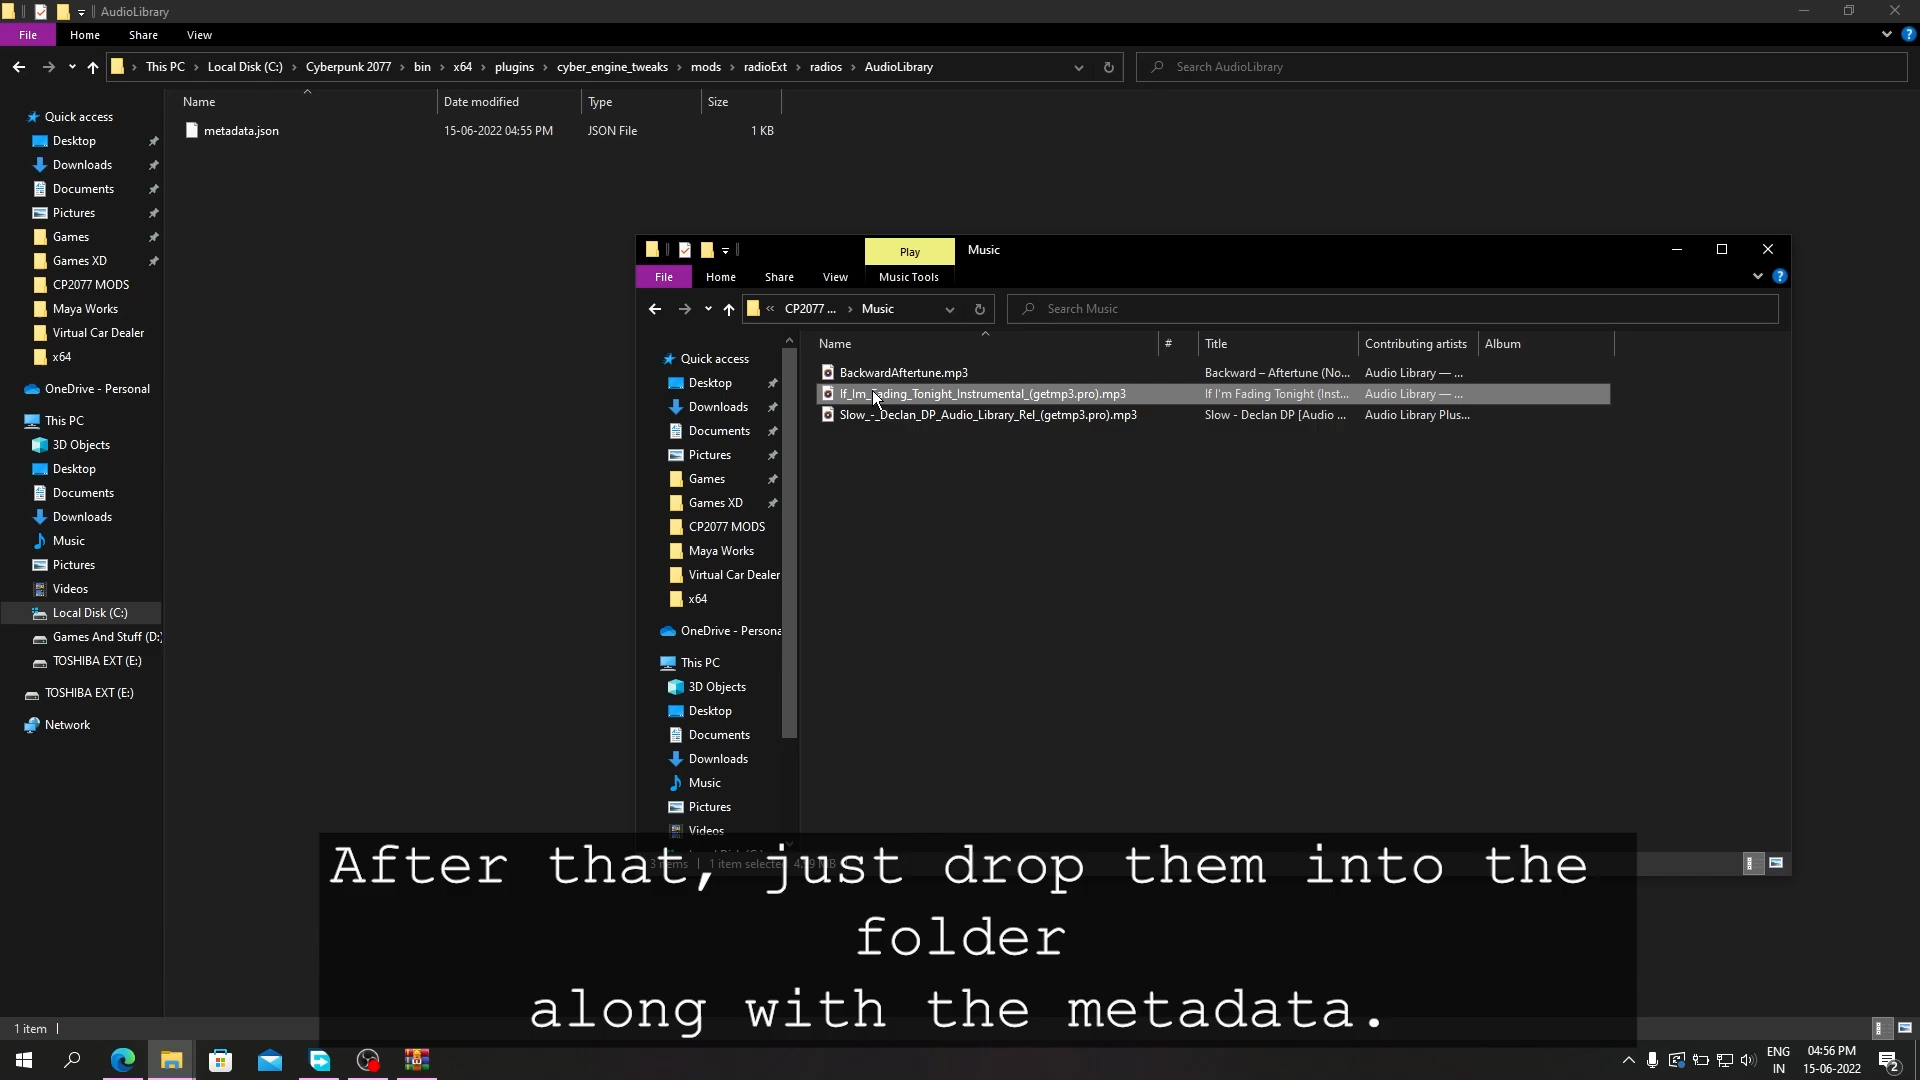 AudioLibrary
File Home Share View
This PC Local Disk (C:) Cyberpunk 2077 bin x64 plugins cyber_engine_tweaks mods radioExt radios AudioLibrary
Search AudioLibrary
Name Date modified Type Size
metadata.json 15-06-2022 04:55 PM JSON File 1 KB
Quick access
Desktop
Downloads
Documents
Pictures
Games
Games XD
CP2077 MODS
Maya Works
Virtual Car Dealer
x64
OneDrive - Personal
This PC
3D Objects
Desktop
Documents
Downloads
Music
Pictures
Videos
Local Disk (C:)
Games And Stuff (D:)
TOSHIBA EXT (E:)
TOSHIBA EXT (E:)
Network
1 item
Play Music
File Home Share View Music Tools
« CP2077 ... Music
Search Music
Name # Title Contributing artists Album
BackwardAftertune.mp3 Backward – Aftertune (No... Audio Library — ...
If_Im_Fading_Tonight_Instrumental_(getmp3.pro).mp3 If I'm Fading Tonight (Inst... Audio Library — ...
Slow_-_Declan_DP_Audio_Library_Rel_(getmp3.pro).mp3 Slow - Declan DP [Audio ... Audio Library Plus...
Quick access
Desktop
Downloads
Documents
Pictures
Games
Games XD
CP2077 MODS
Maya Works
Virtual Car Dealer
x64
OneDrive - Persona
This PC
3D Objects
Desktop
Documents
Downloads
Music
Pictures
Videos
3 items 1 item selected
After that, just drop them into the
folder
along with the metadata.
ENG
IN
04:56 PM
15-06-2022
2